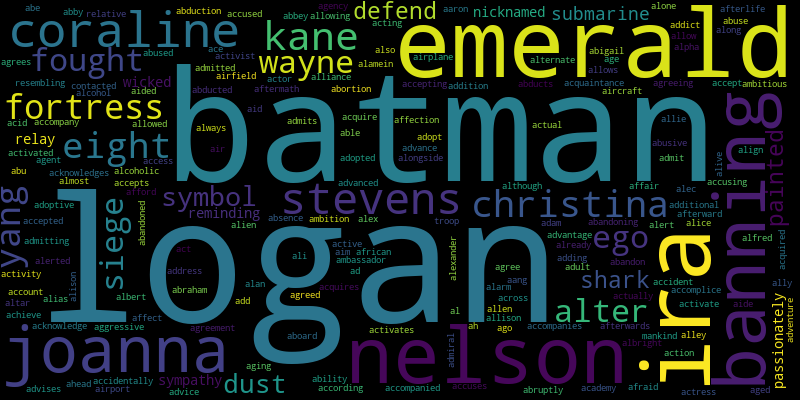 abe abby relative abduction accused agency allowing aaron alone afterlife
coraline abbey acting defend nicknamed submarine addict abuse
agrees fought abused ace activist kane also airplane alternate abigail age allow along alpha
resembling contacted admitted airfield alliance wayne alamein accepting addition allows emerald accept ambitious
fortress alcohol wicked aided actor abducted aftermath abortion admits affection abducts acquaintance aircraft agreeing
acid accompany allowed always aid able acquire adopt actual allie abusive align
relay activated agent eight air batman adopted advance alongside admit alive painted
abu acknowledges alcoholic access advanced accusing
almost accepts afford although affair alec banning
yang adoptive abandoned symbol stevens christina additional afterward
accepted siege reminding absence ambition alex troop adam abandoning advantage alert alice alfred acquired
admitting alien logan active alexander already ego abandon
activity alerted alison act ali aim african agree aang adding adult shark accident ally
account alias address alan ad ambassador alarm actually accomplice
altar albert abraham add agreed acquires al across alter activate aide
achieve affect allen allison accompanies afterwards ira passionately adventure
acknowledge aggressive agreement aboard activates ah ago albright mankind alley
joanna aging nelson admiral action
advises ahead accidentally sympathy dust ability according accompanied accuses abruptly academy afraid actress aged
airport advice